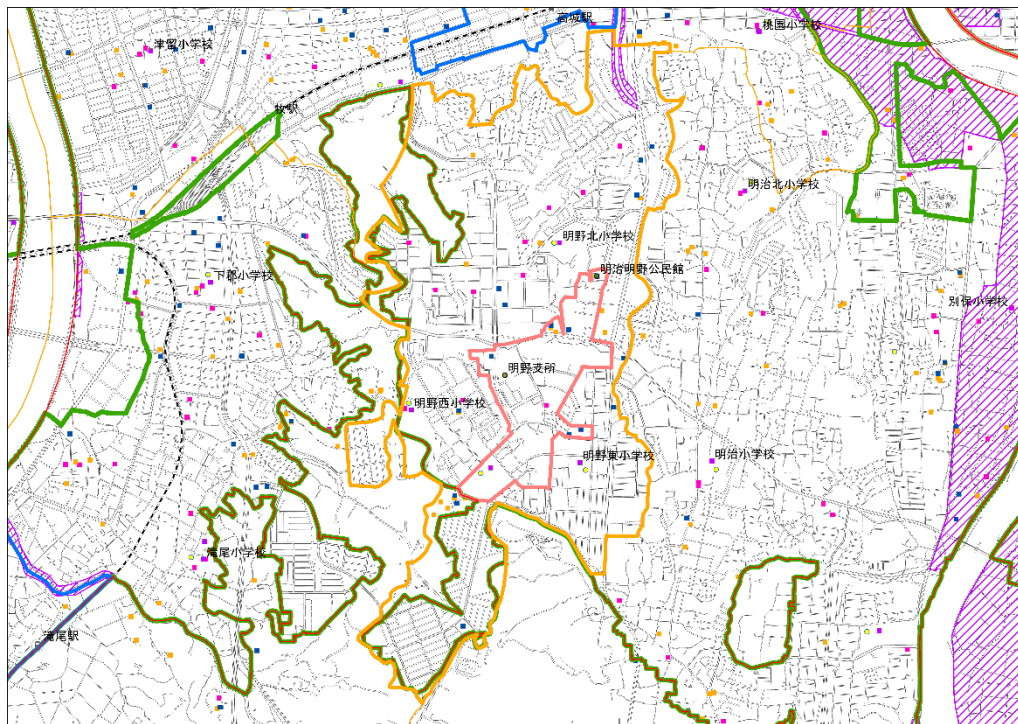 高城駅
桃園小学校
津留小学校
牧駅
明治北小学校
明野北小学校
明治明野公民館
下郡小学校
別保小学校
明野支所
明野西小学校
明野東小学校
明治小学校
滝尾小学校
滝尾駅